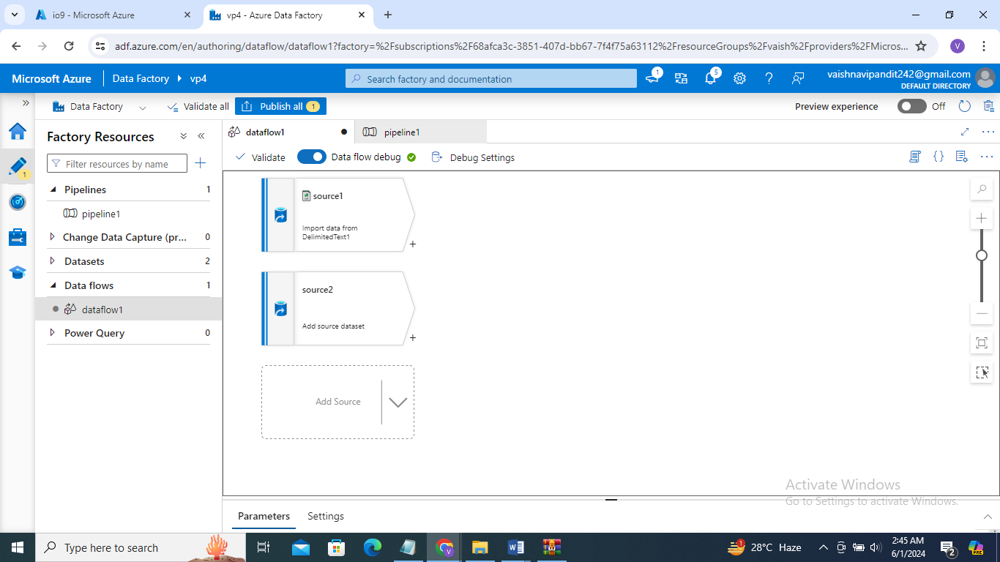 io9 - Microsoft Azure
vp4 - Azure Data Factory
adf.azure.com/en/authoring/dataflow/dataflow1?factory=%2Fsubscriptions%2F68afca3c-3851-407d-bb67-7f4f75a63112%2FresourceGroups%2Fvaish%2Fproviders%2FMicros...
V
Microsoft Azure
Data Factory
vp4
Search factory and documentation
1
5
vaishnavipandit242@gmail.com
DEFAULT DIRECTORY
Data Factory
Validate all
Publish all
1
Preview experience
Off
Factory Resources
dataflow1
pipeline1
Filter resources by name
1
Validate
Data flow debug
Debug Settings
Pipelines 1
pipeline1
Change Data Capture (pr... 0
Datasets 2
Data flows 1
dataflow1
Power Query 0
source1
Import data from
DelimitedText1
+
source2
Add source dataset
+
Add Source
Activate Windows
Go to Settings to activate Windows.
Parameters
Settings
Type here to search
V
1
28°C Haze
2:45 AM
6/1/2024
2
PRE